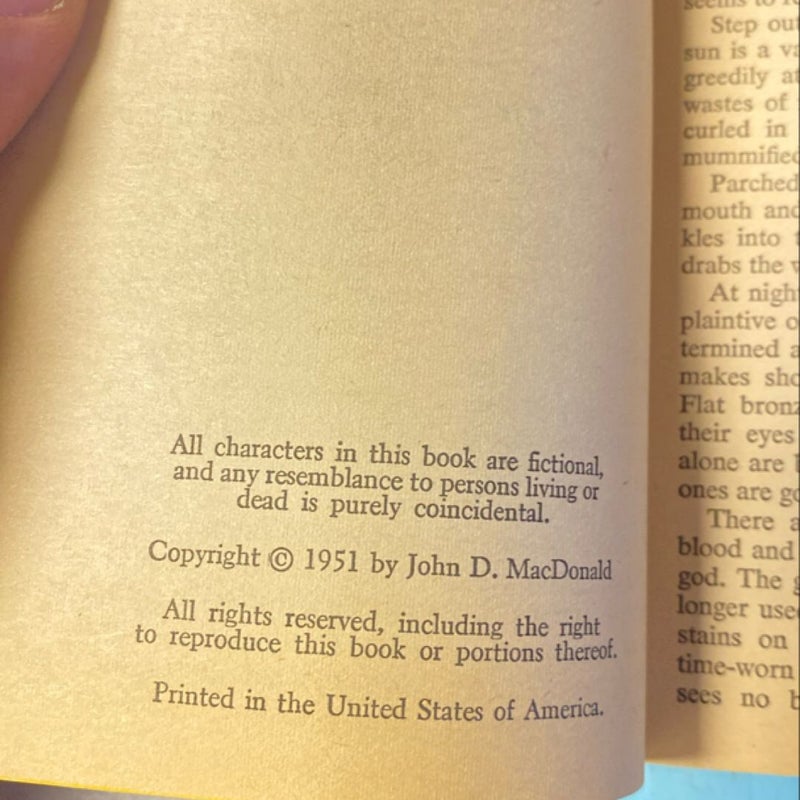 All characters in this book are fictional,
and any resemblance to persons living or
dead is purely coincidental.
Copyright © 1951 by John D. MacDonald
All rights reserved, including the right
to reproduce this book or portions thereof.
Printed in the United States of America.
Step out
sun is a
greedily
wastes of
curled in
mummified
Parched
mouth and
kles into
drabs the
At night
plaintive
termined
makes
Flat
their eyes
alone are
ones are
There
blood and
god. The
longer used
stains on
time-worn
sees no